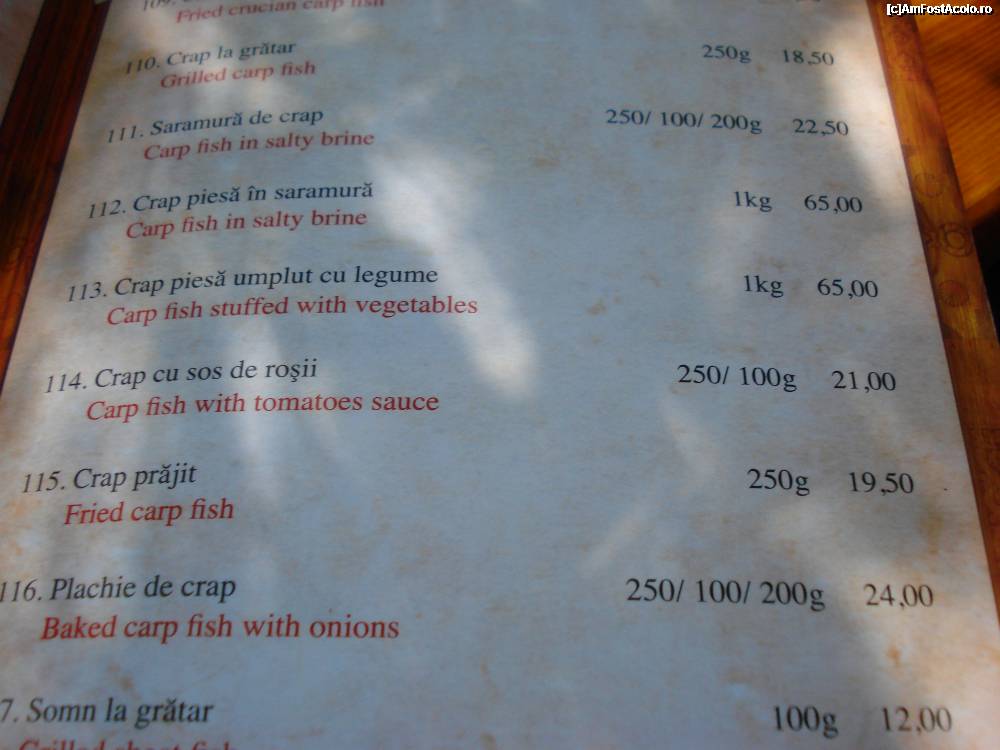 [c]AmFostAcolo.ro
109.
Fried crucian carp fish
110. Crap la grătar 250g 18,50
Grilled carp fish
111. Saramură de crap 250/ 100/ 200g 22,50
Carp fish in salty brine
112. Crap piesă în saramură 1kg 65,00
Carp fish in salty brine
113. Crap piesă umplut cu legume 1kg 65,00
Carp fish stuffed with vegetables
114. Crap cu sos de roşii 250/ 100g 21,00
Carp fish with tomatoes sauce
115. Crap prăjit 250g 19,50
Fried carp fish
116. Plachie de crap 250/ 100/ 200g 24,00
Baked carp fish with onions
7. Somn la grătar 100g 12,00
Grilled sheat fish